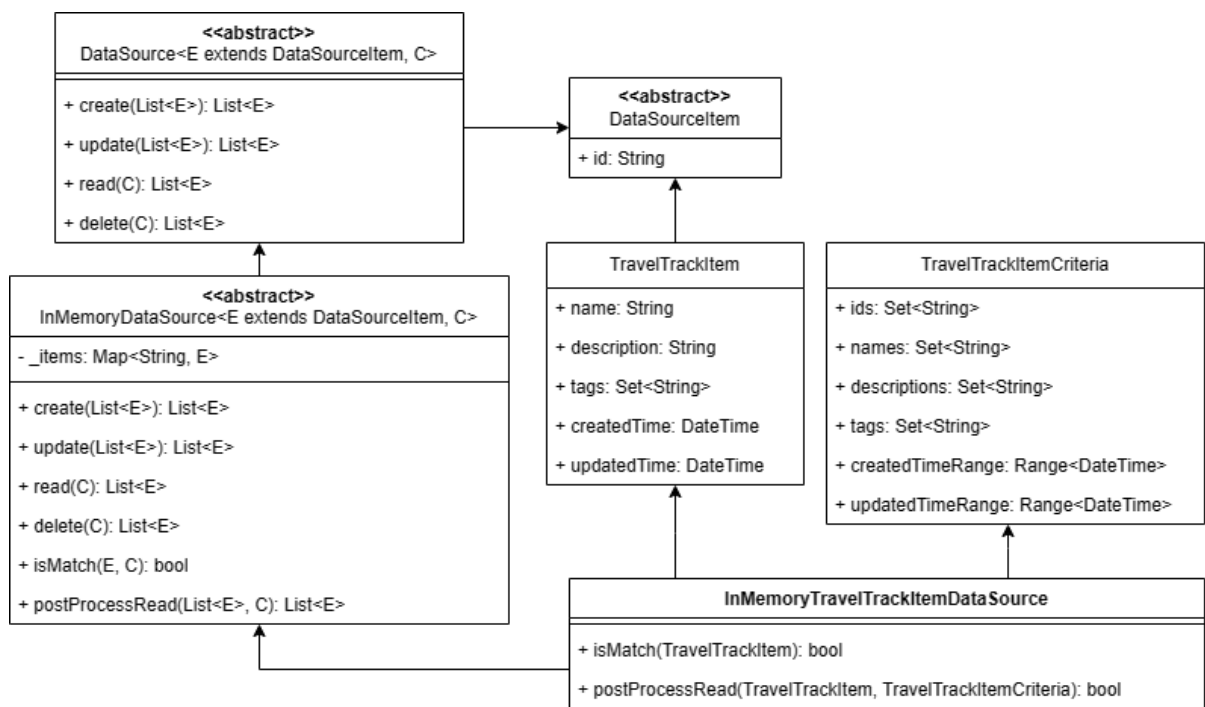 <<abstract>>
DataSource<E extends DataSourceItem, C>
+ create(List<E>): List<E>
+ update(List<E>): List<E>
+ read(C): List<E>
+ delete(C): List<E>
<<abstract>>
DataSourceItem
+ id: String
<<abstract>>
InMemoryDataSource<E extends DataSourceItem, C>
- _items: Map<String, E>
+ create(List<E>): List<E>
+ update(List<E>): List<E>
+ read(C): List<E>
+ delete(C): List<E>
+ isMatch(E, C): bool
+ postProcessRead(List<E>, C): List<E>
TravelTrackItem
+ name: String
+ description: String
+ tags: Set<String>
+ createdTime: DateTime
+ updatedTime: DateTime
TravelTrackItemCriteria
+ ids: Set<String>
+ names: Set<String>
+ descriptions: Set<String>
+ tags: Set<String>
+ createdTimeRange: Range<DateTime>
+ updatedTimeRange: Range<DateTime>
InMemoryTravelTrackItemDataSource
+ isMatch(TravelTrackItem): bool
+ postProcessRead(TravelTrackItem, TravelTrackItemCriteria): bool